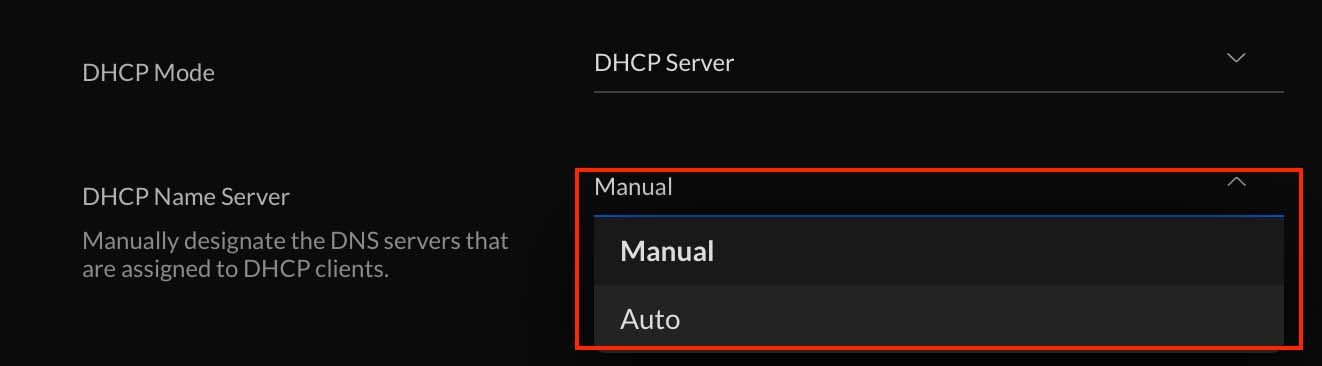 DHCP Mode
DHCP Server
DHCP Name Server
Manually designate the DNS servers that
are assigned to DHCP clients.
Manual
Manual
Auto